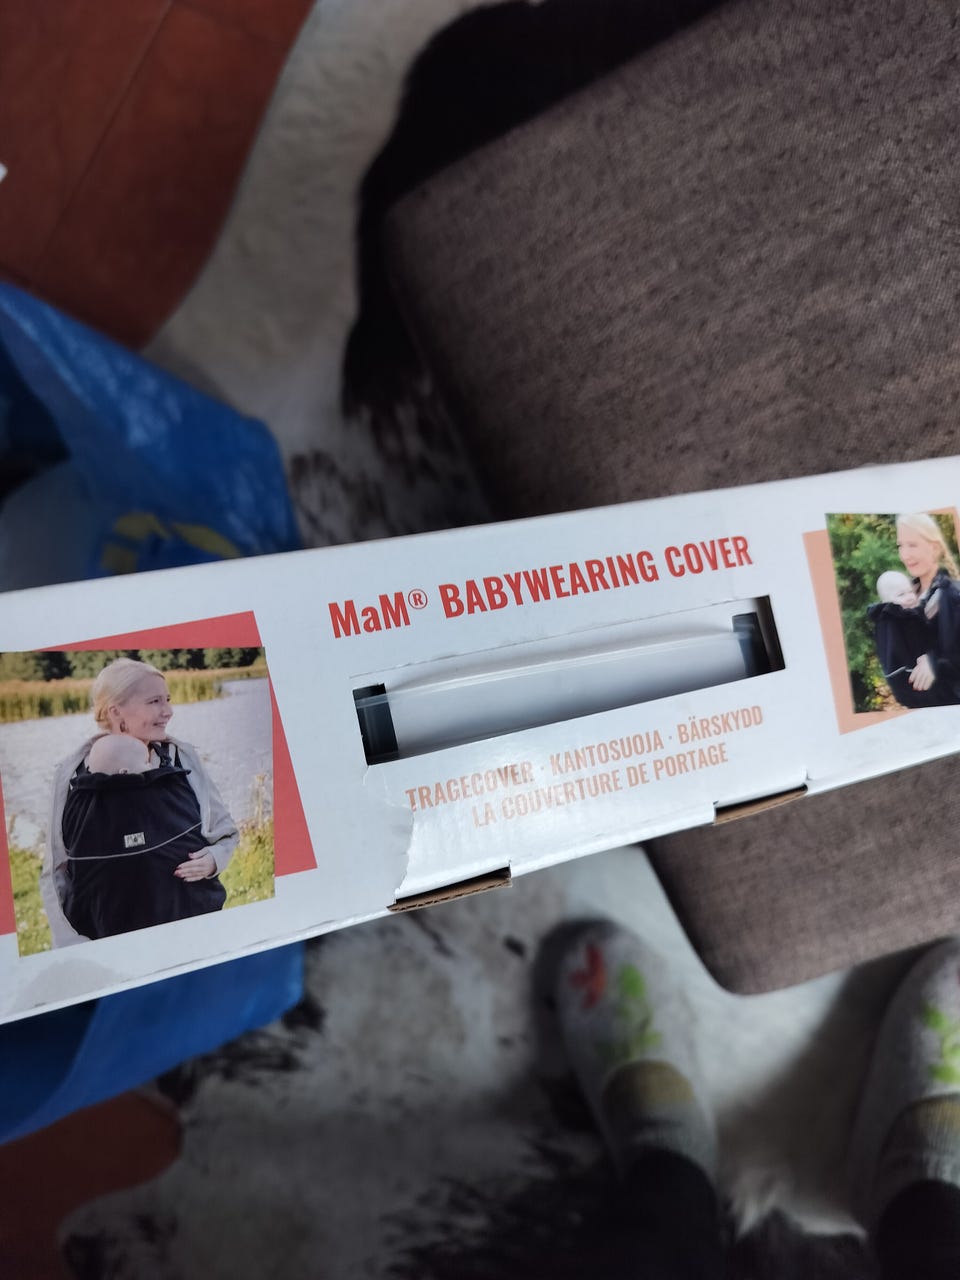 MaM® BABYWEARING COVER
TRAGECOVER · KANTOSUOJA · BÄRSKYDD
LA COUVERTURE DE PORTAGE